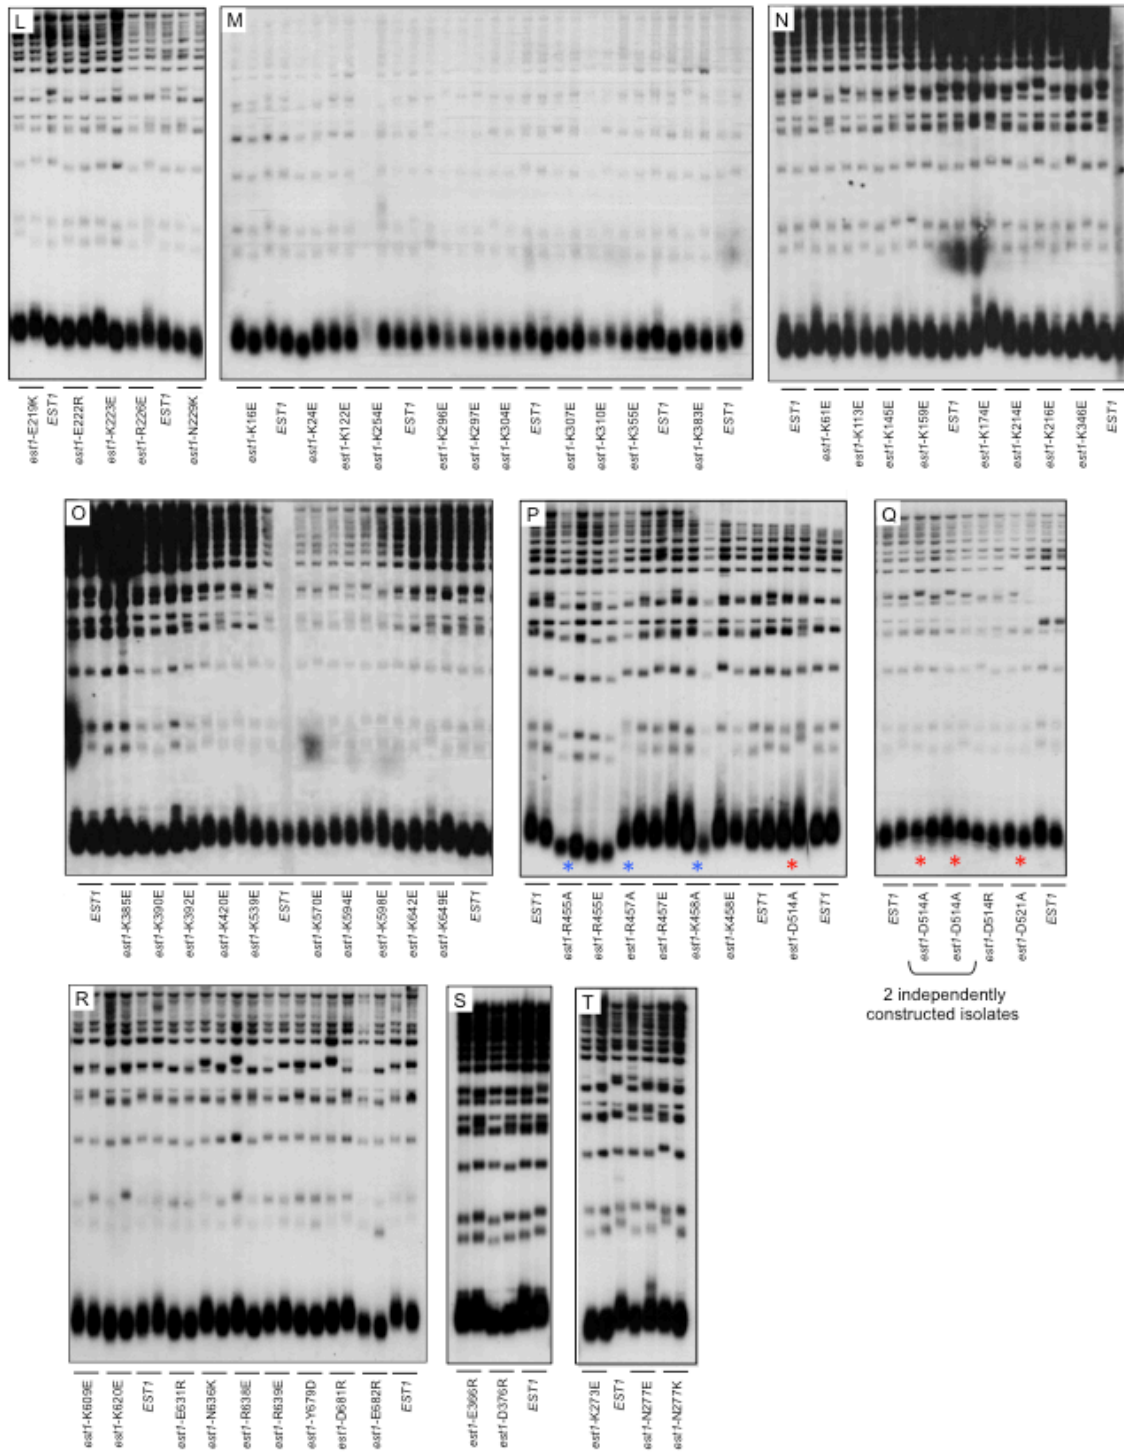 L
M
N
est1-E219K
EST1
est1-E222R
est1-K223E
est1-R226E
EST1
est1-N229K
est1-K16E
EST1
est1-K24E
est1-K122E
est1-K254E
EST1
est1-K296E
est1-K297E
est1-K304E
EST1
est1-K307E
est1-K310E
est1-K355E
EST1
est1-K383E
EST1
EST1
est1-K61E
est1-K113E
est1-K145E
est1-K159E
EST1
est1-K174E
est1-K214E
est1-K216E
est1-K346E
EST1
O
P
Q
* * * *
* * *
EST1
est1-K385E
est1-K390E
est1-K392E
est1-K420E
est1-K539E
EST1
est1-K570E
est1-K594E
est1-K598E
est1-K642E
est1-K649E
EST1
EST1
est1-R455A
est1-R455E
est1-R457A
est1-R457E
est1-K458A
est1-K458E
EST1
est1-D514A
EST1
EST1
est1-D514A
est1-D514A
est1-D514R
est1-D521A
EST1
2 independently
constructed isolates
R
S
T
est1-K609E
est1-K620E
EST1
est1-E631R
est1-N636K
est1-R638E
est1-R639E
est1-Y679D
est1-D681R
est1-E682R
EST1
est1-E366R
est1-D376R
EST1
est1-K273E
EST1
est1-N277E
est1-N277K